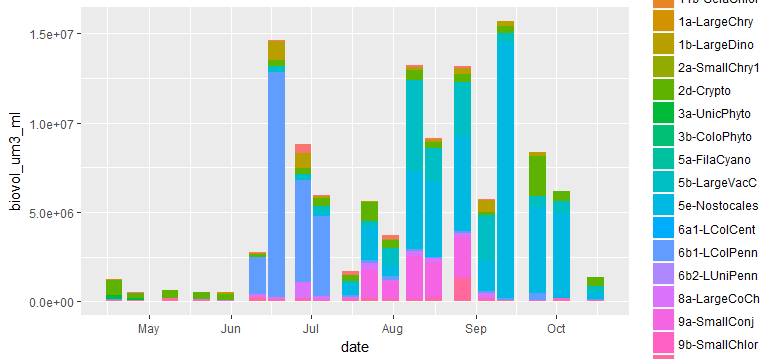 1.5e+07
1.0e+07
5.0e+06
0.0e+00
biovol_um3_ml
May Jun Jul Aug Sep Oct
date
1a-LargeChry
1b-LargeDino
2a-SmallChry1
2d-Crypto
3a-UnicPhyto
3b-ColoPhyto
5a-FilaCyano
5b-LargeVacC
5e-Nostocales
6a1-LColCent
6b1-LColPenn
6b2-LUniPenn
8a-LargeCoCh
9a-SmallConj
9b-SmallChlor